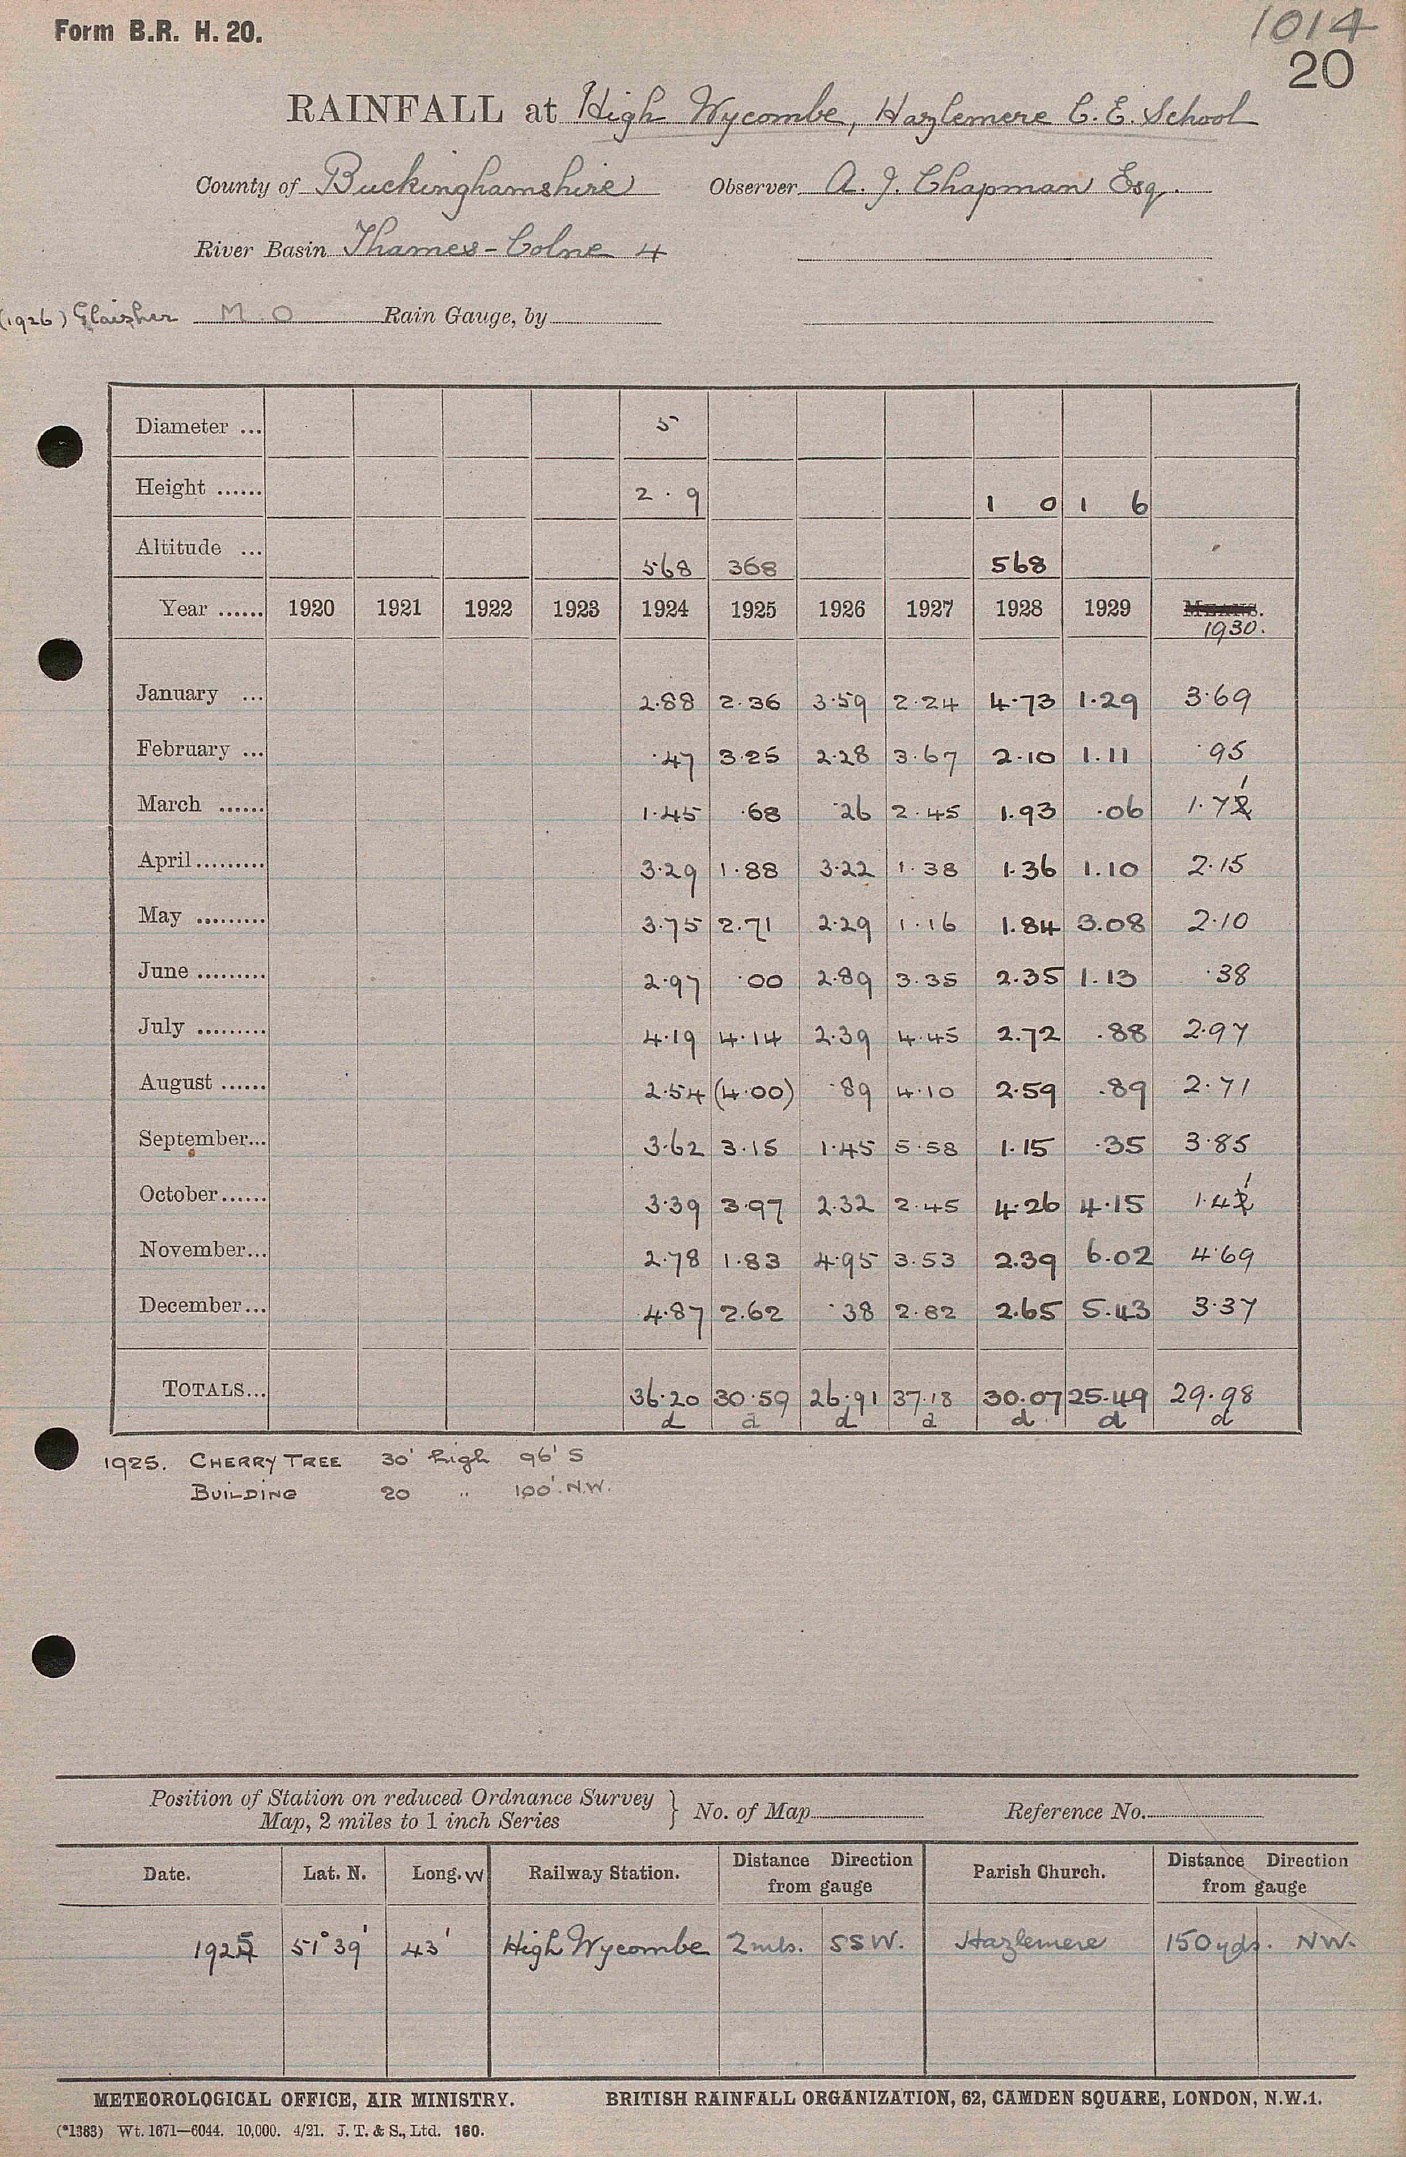 Form B.R. H. 20.
1014
20
RAINFALL at High Wycombe, Hazlemere C. E. School
County of Buckinghamshire Observer A. J. Chapman Esq.
River Basin Thames - Colne 4
(1926) Glaisher M O Rain Gauge, by
Diameter ... 5
Height ...... 2 . 9 1 0 1 6
Altitude ... 568 368 568
Year ...... 1920 1921 1922 1923 1924 1925 1926 1927 1928 1929 MEANS.
1930.
January ... 2.88 2.36 3.59 2.24 4.73 1.29 3.69
February ... .47 3.25 2.28 3.67 2.10 1.11 .95
March ...... 1.45 .68 .26 2.45 1.93 .06 1.71
April......... 3.29 1.88 3.22 1.38 1.36 1.10 2.15
May ......... 3.75 2.71 2.29 1.16 1.84 3.08 2.10
June ......... 2.97 .00 2.89 3.35 2.35 1.13 .38
July ......... 4.19 4.14 2.39 4.45 2.72 .88 2.97
August ...... 2.54 (4.00) .89 4.10 2.59 .89 2.71
September... 3.62 3.15 1.45 5.58 1.15 .35 3.85
October...... 3.39 3.97 2.32 2.45 4.26 4.15 1.41
November... 2.78 1.83 4.95 3.53 2.39 6.02 4.69
December... 4.87 2.62 .38 2.82 2.65 5.43 3.37
TOTALS... 36.20 30.59 26.91 37.18 30.07 25.49 29.98
d a d a d d d
1925. CHERRY TREE 30' high 96' S
BUILDING 20 " 100' N.W.
Position of Station on reduced Ordnance Survey
Map, 2 miles to 1 inch Series } No. of Map Reference No.
Date. Lat. N. Long. W Railway Station. Distance Direction from gauge Parish Church. Distance Direction from gauge
1925 51° 39' 43' High Wycombe 2 mls. SSW. Hazlemere 150 yds. NW.
METEOROLOGICAL OFFICE, AIR MINISTRY. BRITISH RAINFALL ORGANIZATION, 62, CAMDEN SQUARE, LONDON, N.W.1.
(*1383) Wt. 1671—6044. 10,000. 4/21. J. T. & S., Ltd. 160.